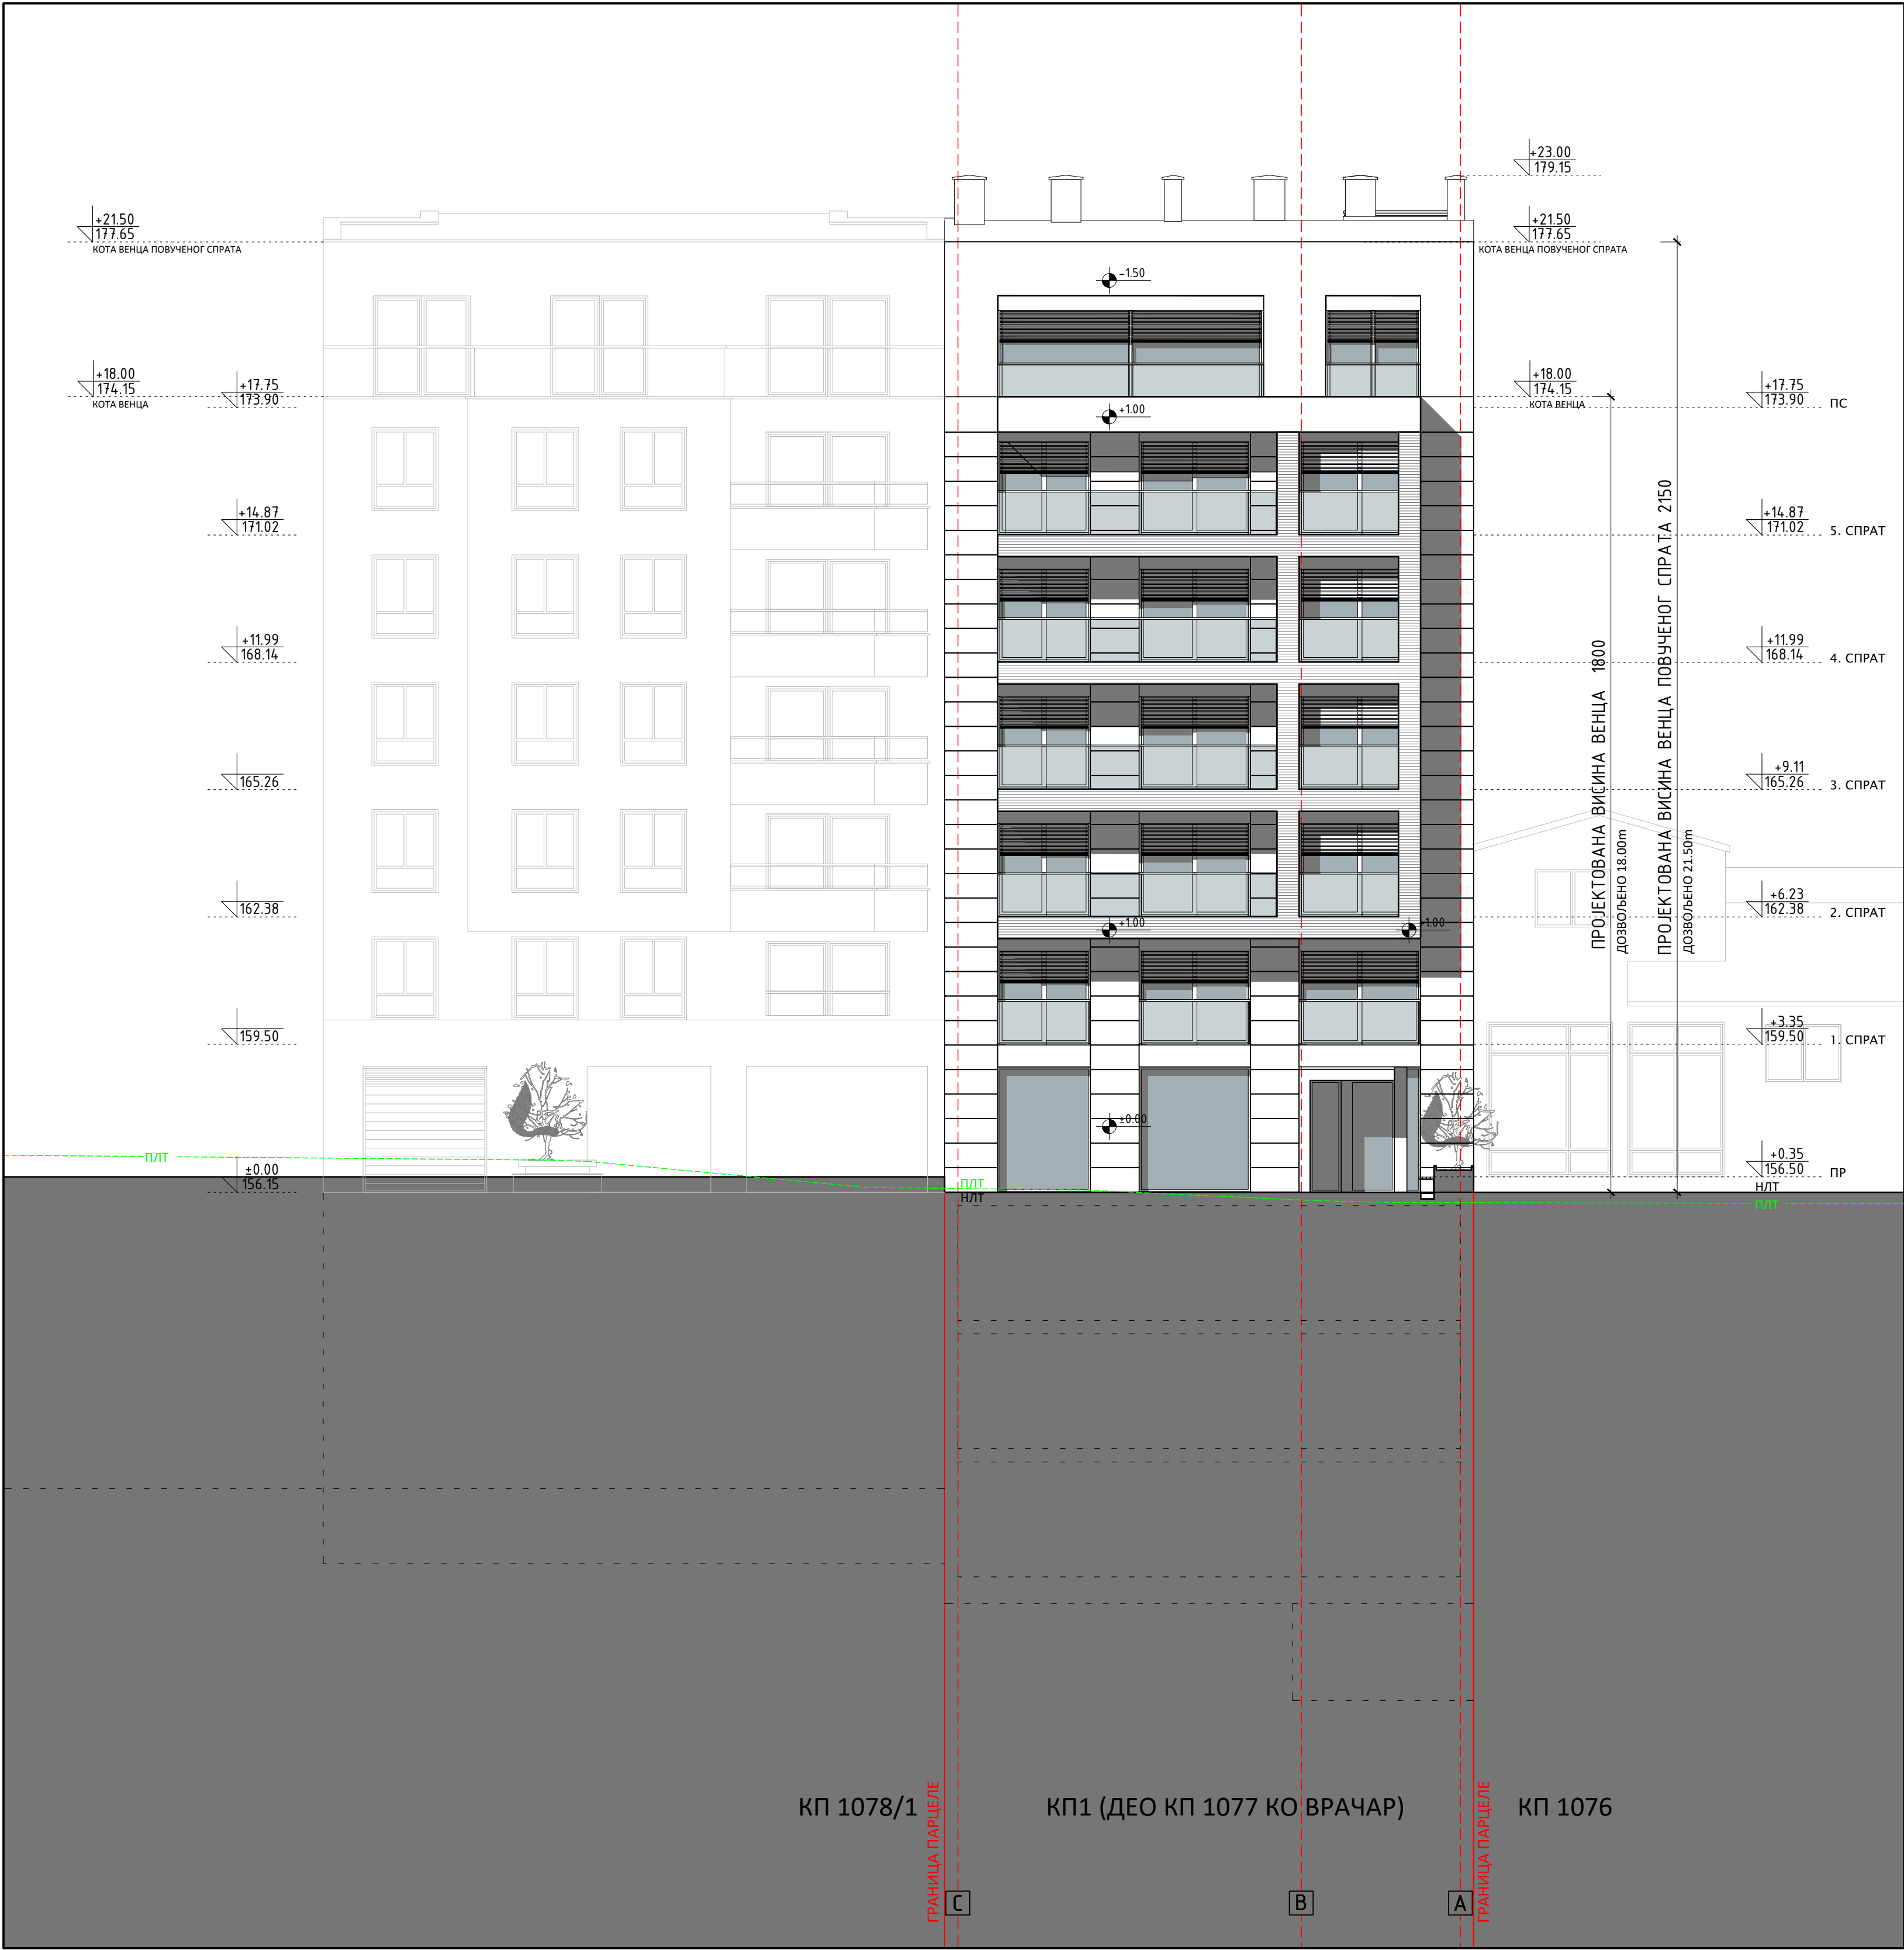 +23.00
179.15
+21.50
177.65
КОТА ВЕНЦА ПОВУЧЕНОГ СПРАТА
+21.50
177.65
КОТА ВЕНЦА ПОВУЧЕНОГ СПРАТА
-1.50
+18.00
174.15
КОТА ВЕНЦА
+17.75
173.90
+1.00
+18.00
174.15
КОТА ВЕНЦА
+17.75
173.90
ПС
+14.87
171.02
+14.87
171.02
5. СПРАТ
+11.99
168.14
+11.99
168.14
4. СПРАТ
ПРОЈЕКТОВАНА ВИСИНА ВЕНЦА 1800
ДОЗВОЉЕНО 18.00m
ПРОЈЕКТОВАНА ВИСИНА ВЕНЦА ПОВУЧЕНОГ СПРАТА 2150
ДОЗВОЉЕНО 21.50m
165.26
+9.11
165.26
3. СПРАТ
162.38
+6.23
162.38
2. СПРАТ
+1.00
+1.00
159.50
+3.35
159.50
1. СПРАТ
±0.00
ПЛТ
±0.00
156.15
ПЛТ
НЛТ
+0.35
156.50
ПР
НЛТ
ПЛТ
КП 1078/1
ГРАНИЦА ПАРЦЕЛЕ
КП1 (ДЕО КП 1077 КО ВРАЧАР)
ГРАНИЦА ПАРЦЕЛЕ
КП 1076
C
B
A